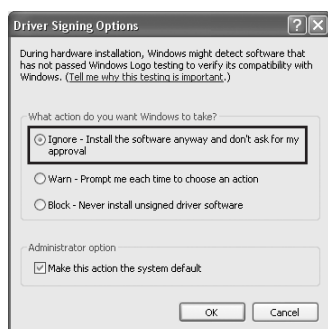 Driver Signing Options
During hardware installation, Windows might detect software that
has not passed Windows Logo testing to verify its compatibility with
Windows. (Tell me why this testing is important.)
What action do you want Windows to take?
Ignore - Install the software anyway and don't ask for my
approval
Warn - Prompt me each time to choose an action
Block - Never install unsigned driver software
Administrator option
Make this action the system default
OK Cancel